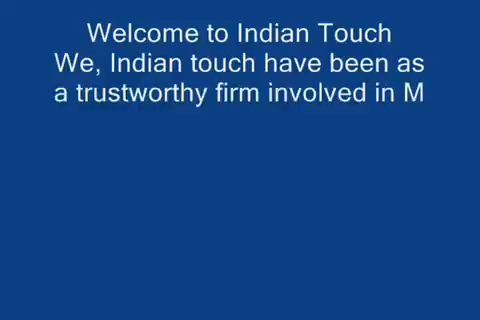 Welcome to Indian Touch
We, Indian touch have been as
a trustworthy firm involved in M